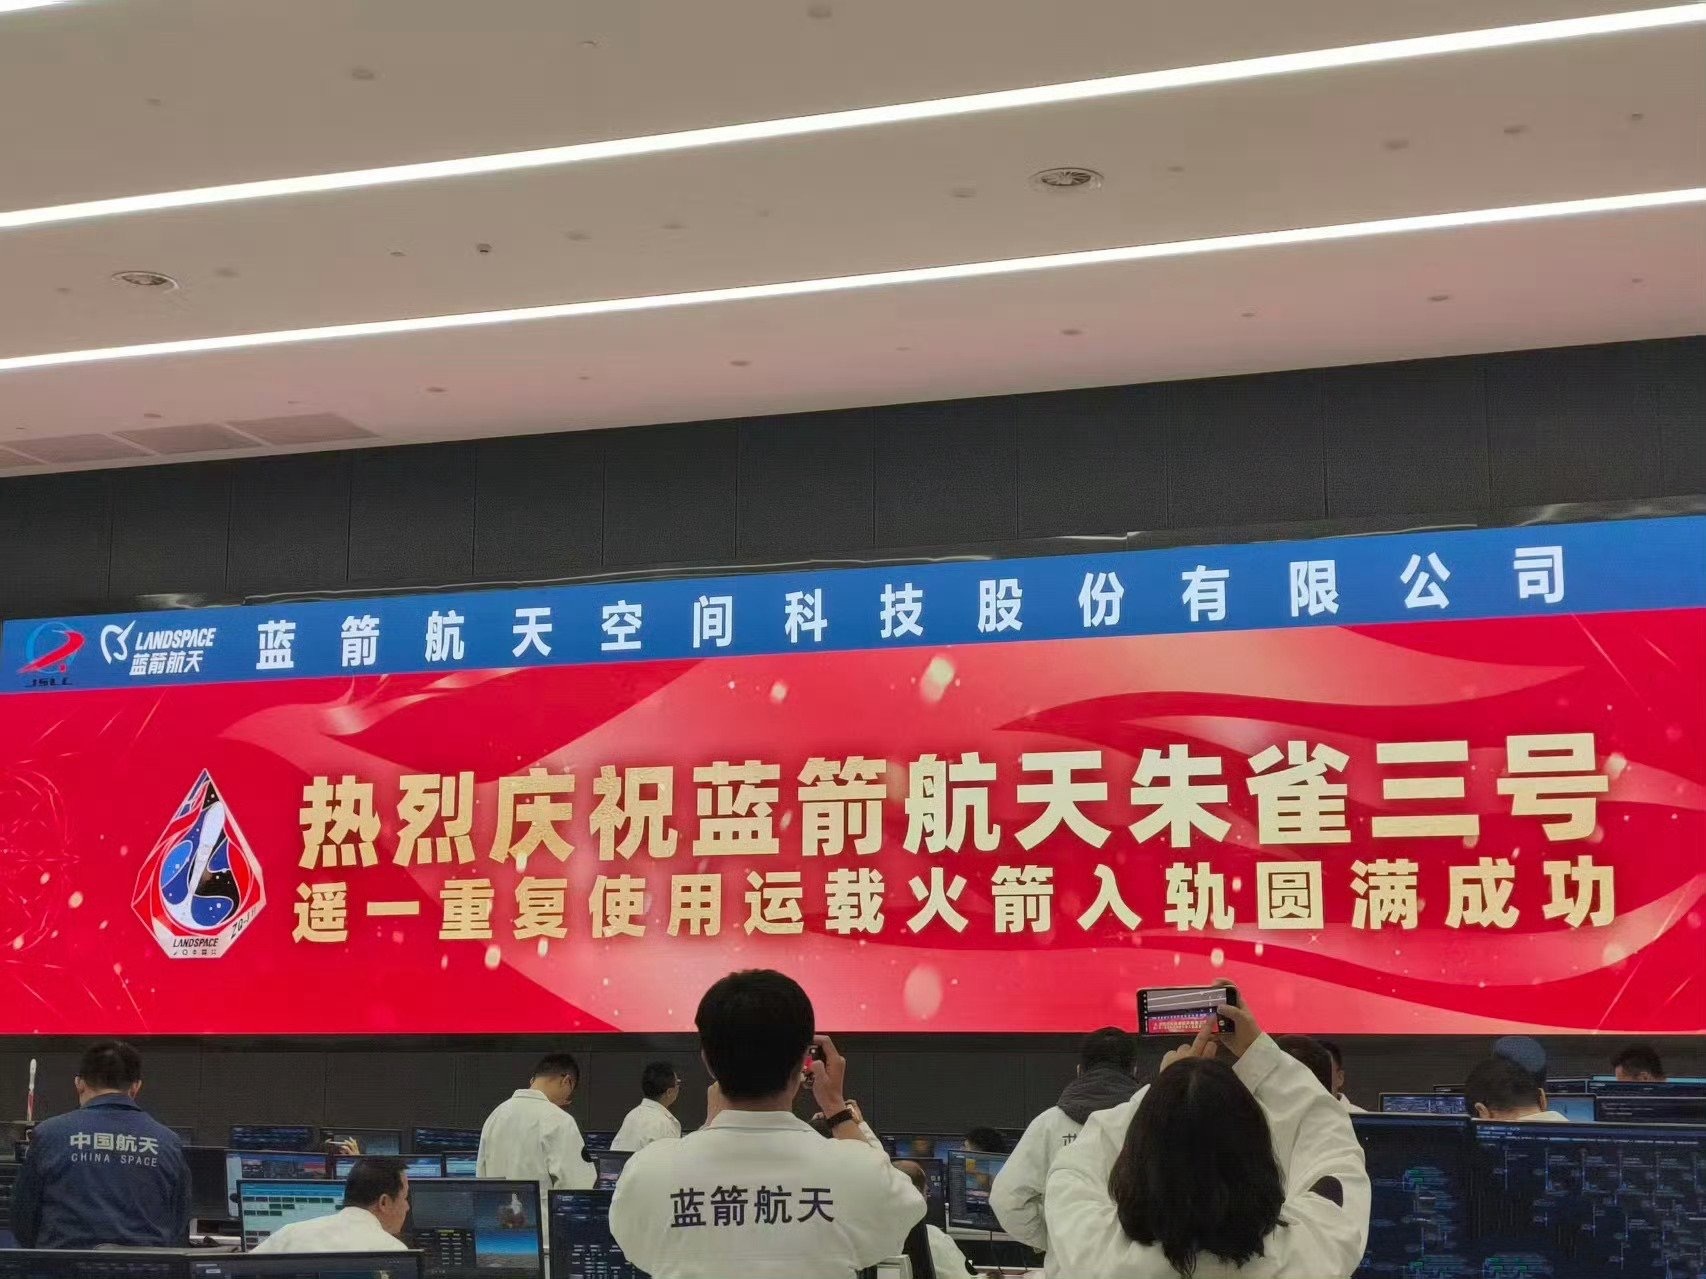 LANDSPACE
蓝箭航天
蓝箭航天空间科技股份有限公司
热烈庆祝蓝箭航天朱雀三号
遥一重复使用运载火箭入轨圆满成功
LANDSPACE
中国航天
CHINA SPACE
蓝箭航天